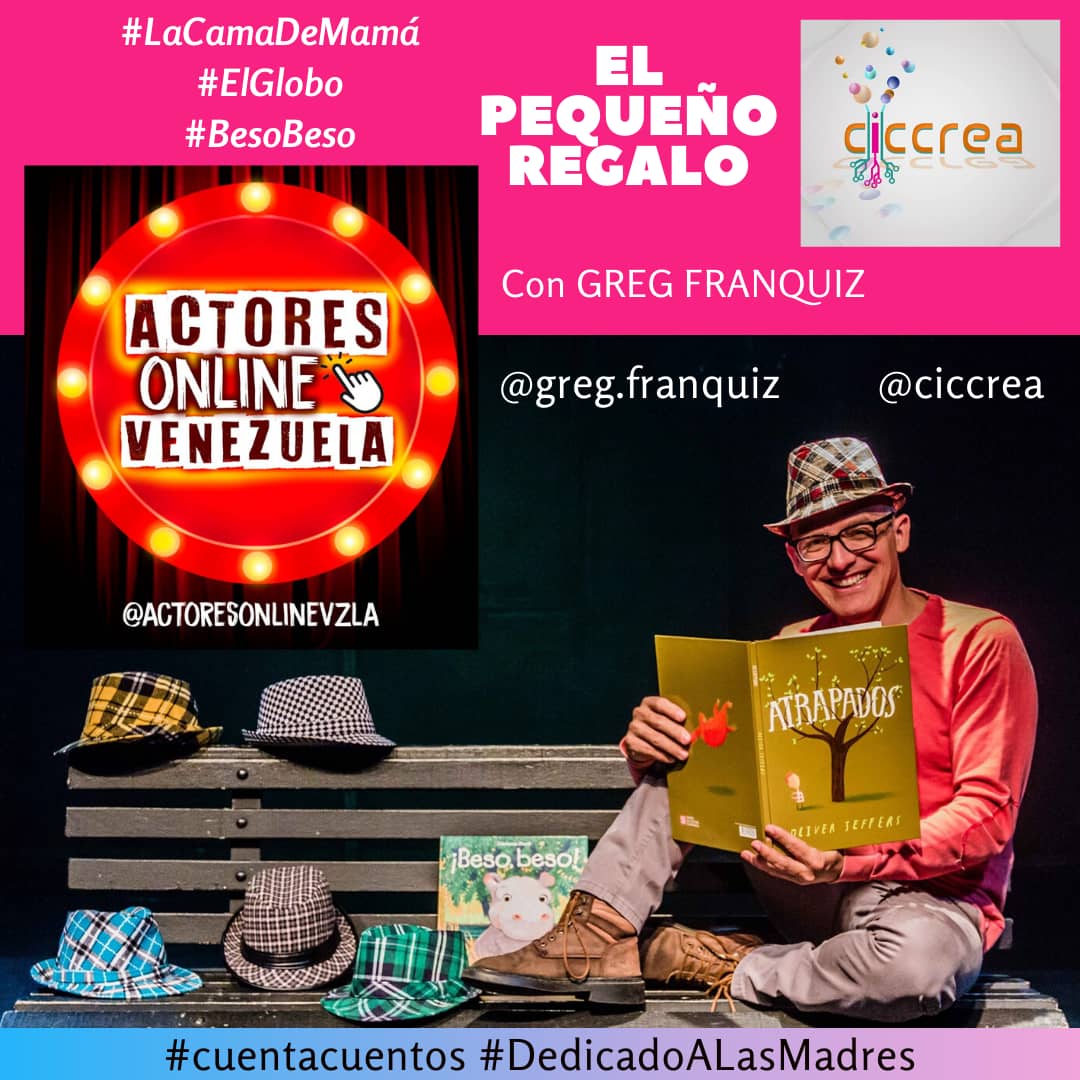 #LaCamaDeMamá
#ElGlobo
#BesoBeso
EL
PEQUEÑO
REGALO
ciccrea
Con GREG FRANQUIZ
@greg.franquiz
@ciccrea
ACTORES
ONLINE
VENEZUELA
@ACTORESONLINEVZLA
ATRAPADOS
OLIVER JEFFERS
¡Beso, beso!
#cuentacuentos #DedicadoALasMadres